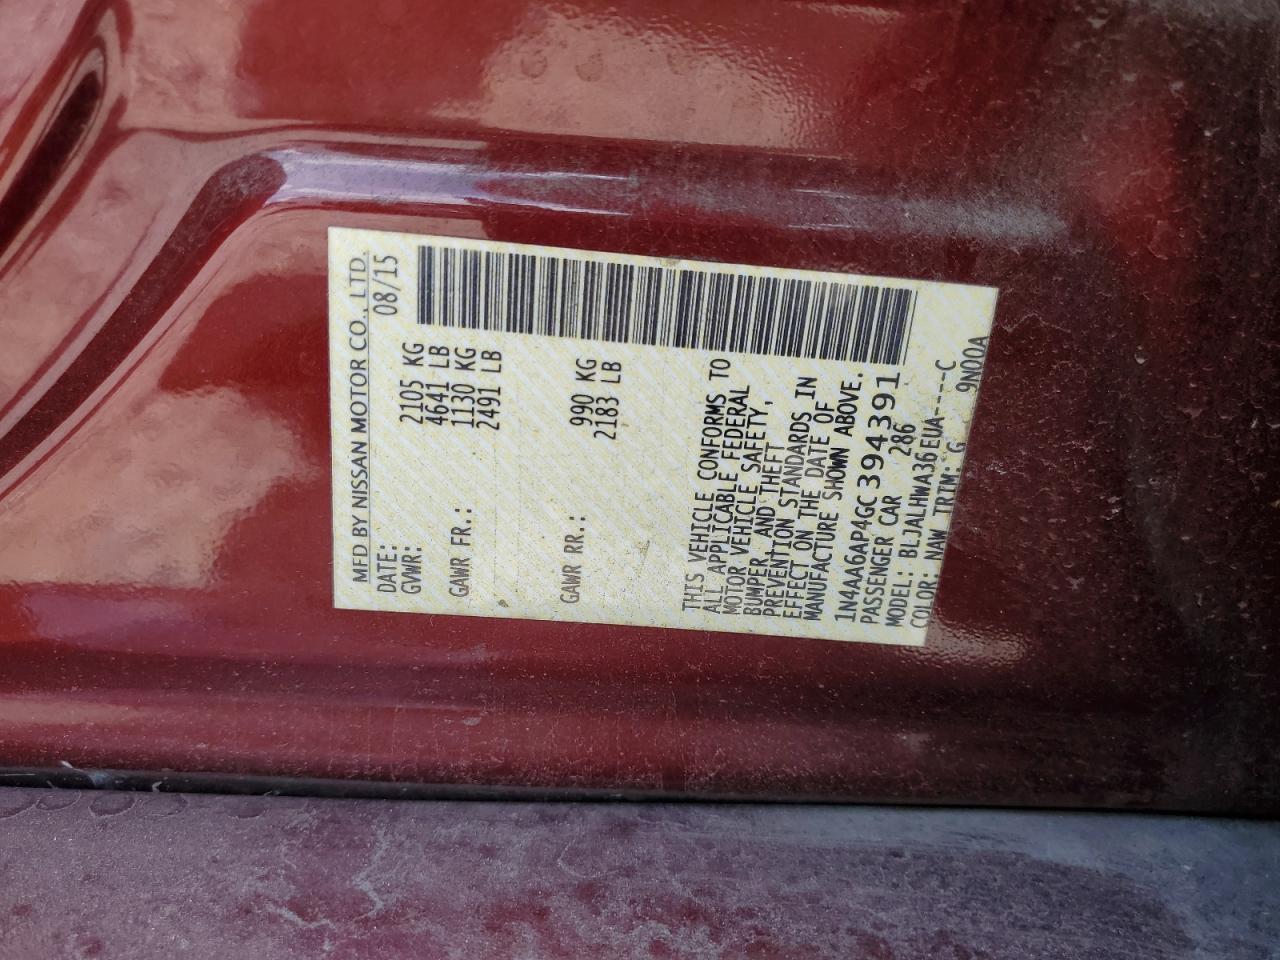 MFD BY NISSAN MOTOR CO., LTD.
DATE: 08/15
GVWR: 2105 KG
4641 LB
GAWR FR.: 1130 KG
2491 LB
GAWR RR.: 990 KG
2183 LB
THIS VEHICLE CONFORMS TO
ALL APPLICABLE FEDERAL
MOTOR VEHICLE SAFETY,
BUMPER, AND THEFT
PREVENTION STANDARDS IN
EFFECT ON THE DATE OF
MANUFACTURE SHOWN ABOVE.
1N4AA6AP4GC394391
PASSENGER CAR 286
MODEL: BLJALHWA36EUA-----C
COLOR: NAW TRIM: G 9N00A